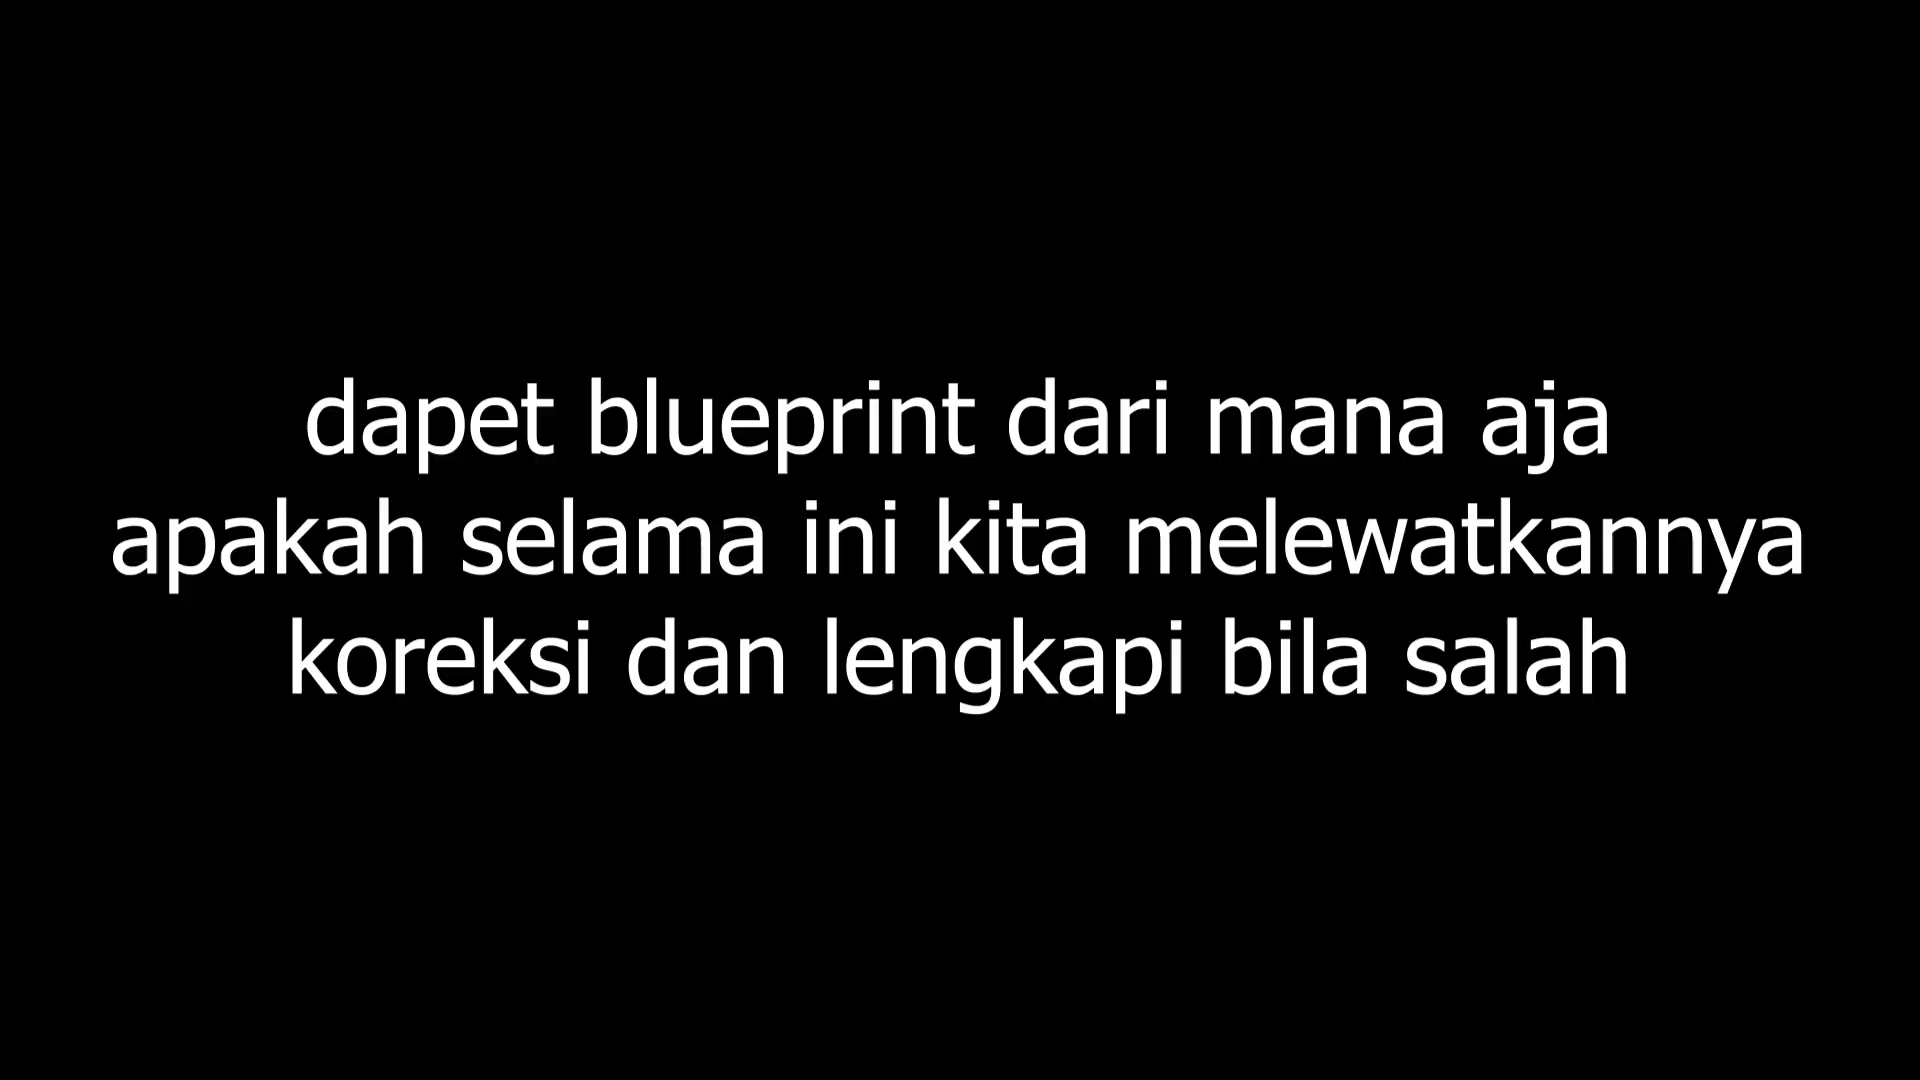 dapet blueprint dari mana aja
apakah selama ini kita melewatkannya
koreksi dan lengkapi bila salah